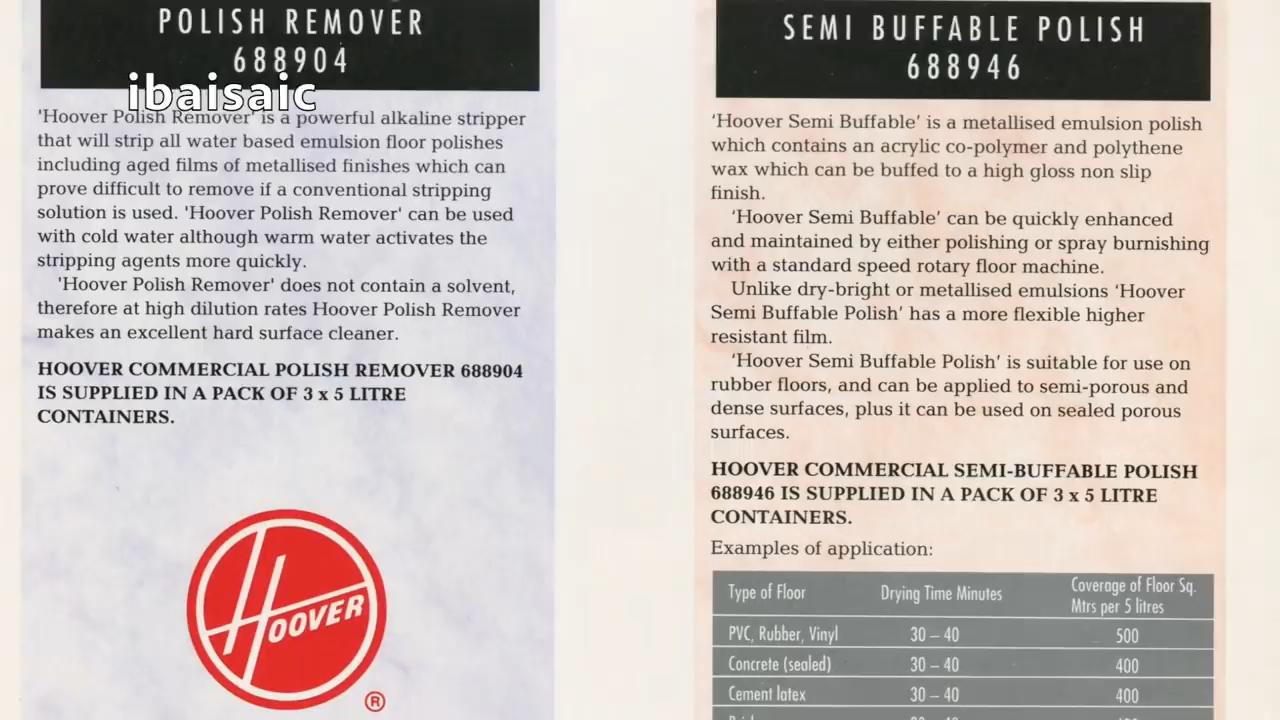 POLISH REMOVER
688904
ibaisaic
'Hoover Polish Remover' is a powerful alkaline stripper
that will strip all water based emulsion floor polishes
including aged films of metallised finishes which can
prove difficult to remove if a conventional stripping
solution is used. 'Hoover Polish Remover' can be used
with cold water although warm water activates the
stripping agents more quickly.
'Hoover Polish Remover' does not contain a solvent,
therefore at high dilution rates Hoover Polish Remover
makes an excellent hard surface cleaner.
HOOVER COMMERCIAL POLISH REMOVER 688904
IS SUPPLIED IN A PACK OF 3 x 5 LITRE
CONTAINERS.
HOOVER
®
SEMI BUFFABLE POLISH
688946
'Hoover Semi Buffable' is a metallised emulsion polish
which contains an acrylic co-polymer and polythene
wax which can be buffed to a high gloss non slip
finish.
'Hoover Semi Buffable' can be quickly enhanced
and maintained by either polishing or spray burnishing
with a standard speed rotary floor machine.
Unlike dry-bright or metallised emulsions 'Hoover
Semi Buffable Polish' has a more flexible higher
resistant film.
'Hoover Semi Buffable Polish' is suitable for use on
rubber floors, and can be applied to semi-porous and
dense surfaces, plus it can be used on sealed porous
surfaces.
HOOVER COMMERCIAL SEMI-BUFFABLE POLISH
688946 IS SUPPLIED IN A PACK OF 3 x 5 LITRE
CONTAINERS.
Examples of application:
Type of Floor Drying Time Minutes Coverage of Floor Sq.
Mtrs per 5 litres
PVC, Rubber, Vinyl 30 – 40 500
Concrete (sealed) 30 – 40 400
Cement latex 30 – 40 400